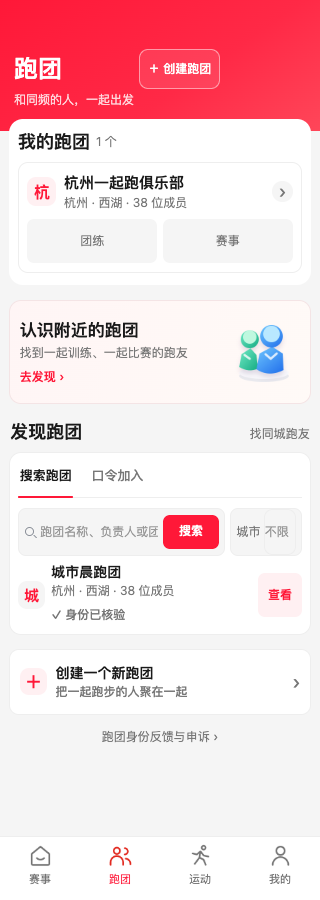 跑团
+ 创建跑团
和同频的人，一起出发
我的跑团 1 个
杭
杭州一起跑俱乐部
杭州 · 西湖 · 38 位成员
›
团练
赛事
认识附近的跑团
找到一起训练、一起比赛的跑友
去发现 ›
发现跑团
找同城跑友
搜索跑团
口令加入
跑团名称、负责人或区
搜索
城市 不限
城
城市晨跑团
杭州 · 西湖 · 38 位成员
✓ 身份已核验
查看
+
创建一个新跑团
把一起跑步的人聚在一起
›
跑团身份反馈与申诉 ›
赛事
跑团
运动
我的